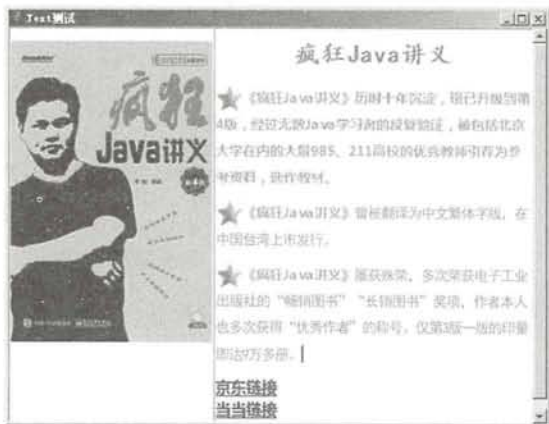 Text测试
疯狂
Java讲义
疯狂Java讲义
《疯狂Java讲义》历时十年沉淀，现已升级到第
4版，经过无数Java学习者的反复验证，被包括北京
大学在内的大量985、211高校的优秀教师引荐为参
考资料，选作教材。
《疯狂Java讲义》曾被翻译为中文繁体字版，在
中国台湾上市发行。
《疯狂Java讲义》屡获殊荣，多次荣获电子工业
出版社的“畅销图书”“长销图书”奖项，作者本人
也多次获得“优秀作者”的称号。仅第3版一版的印量
即达9万多册。
京东链接
当当链接